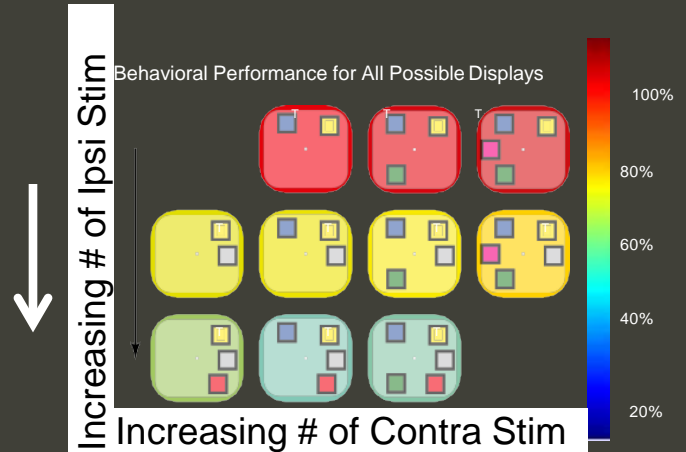 Behavioral Performance for All Possible Displays
Increasing # of Ipsi Stim
T
T
T
100%
80%
60%
40%
20%
Increasing # of Contra Stim